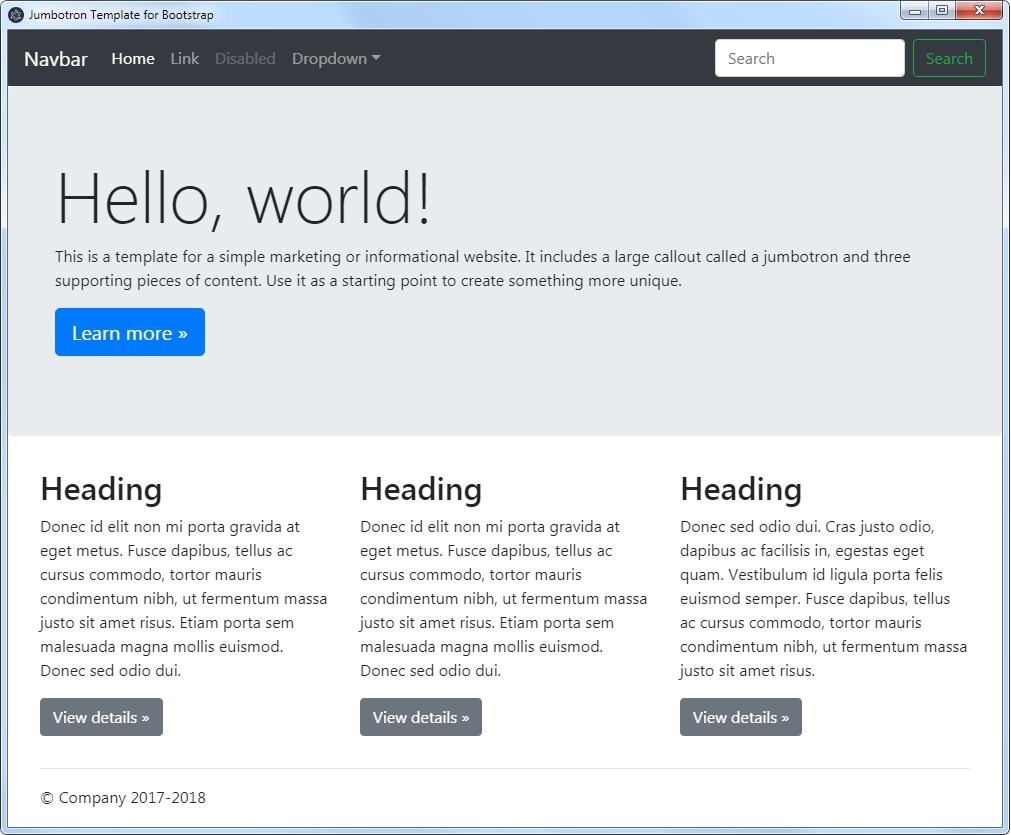 Jumbotron Template for Bootstrap
Navbar Home Link Disabled Dropdown Search Search
Hello, world!
This is a template for a simple marketing or informational website. It includes a large callout called a jumbotron and three
supporting pieces of content. Use it as a starting point to create something more unique.
Learn more »
Heading
Donec id elit non mi porta gravida at
eget metus. Fusce dapibus, tellus ac
cursus commodo, tortor mauris
condimentum nibh, ut fermentum massa
justo sit amet risus. Etiam porta sem
malesuada magna mollis euismod.
Donec sed odio dui.
View details »
Heading
Donec id elit non mi porta gravida at
eget metus. Fusce dapibus, tellus ac
cursus commodo, tortor mauris
condimentum nibh, ut fermentum massa
justo sit amet risus. Etiam porta sem
malesuada magna mollis euismod.
Donec sed odio dui.
View details »
Heading
Donec sed odio dui. Cras justo odio,
dapibus ac facilisis in, egestas eget
quam. Vestibulum id ligula porta felis
euismod semper. Fusce dapibus, tellus
ac cursus commodo, tortor mauris
condimentum nibh, ut fermentum massa
justo sit amet risus.
View details »
© Company 2017-2018